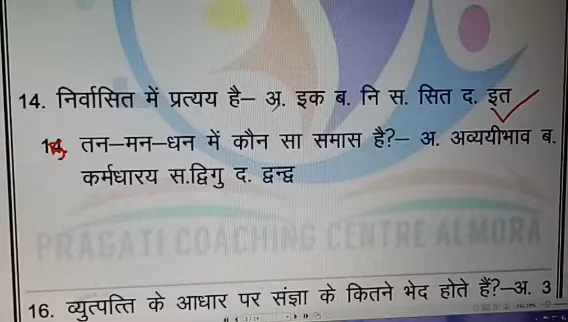 14. निर्वासित में प्रत्यय है– अ. इक ब. नि स. सित द. इत
तन–मन–धन में कौन सा समास है?– अ. अव्ययीभाव ब.
कर्मधारय स.द्विगु द. द्वन्द्व
PRAGATI COACHING CENTRE ALMORA
16. व्युत्पत्ति के आधार पर संज्ञा के कितने भेद होते हैं?–अ. 3